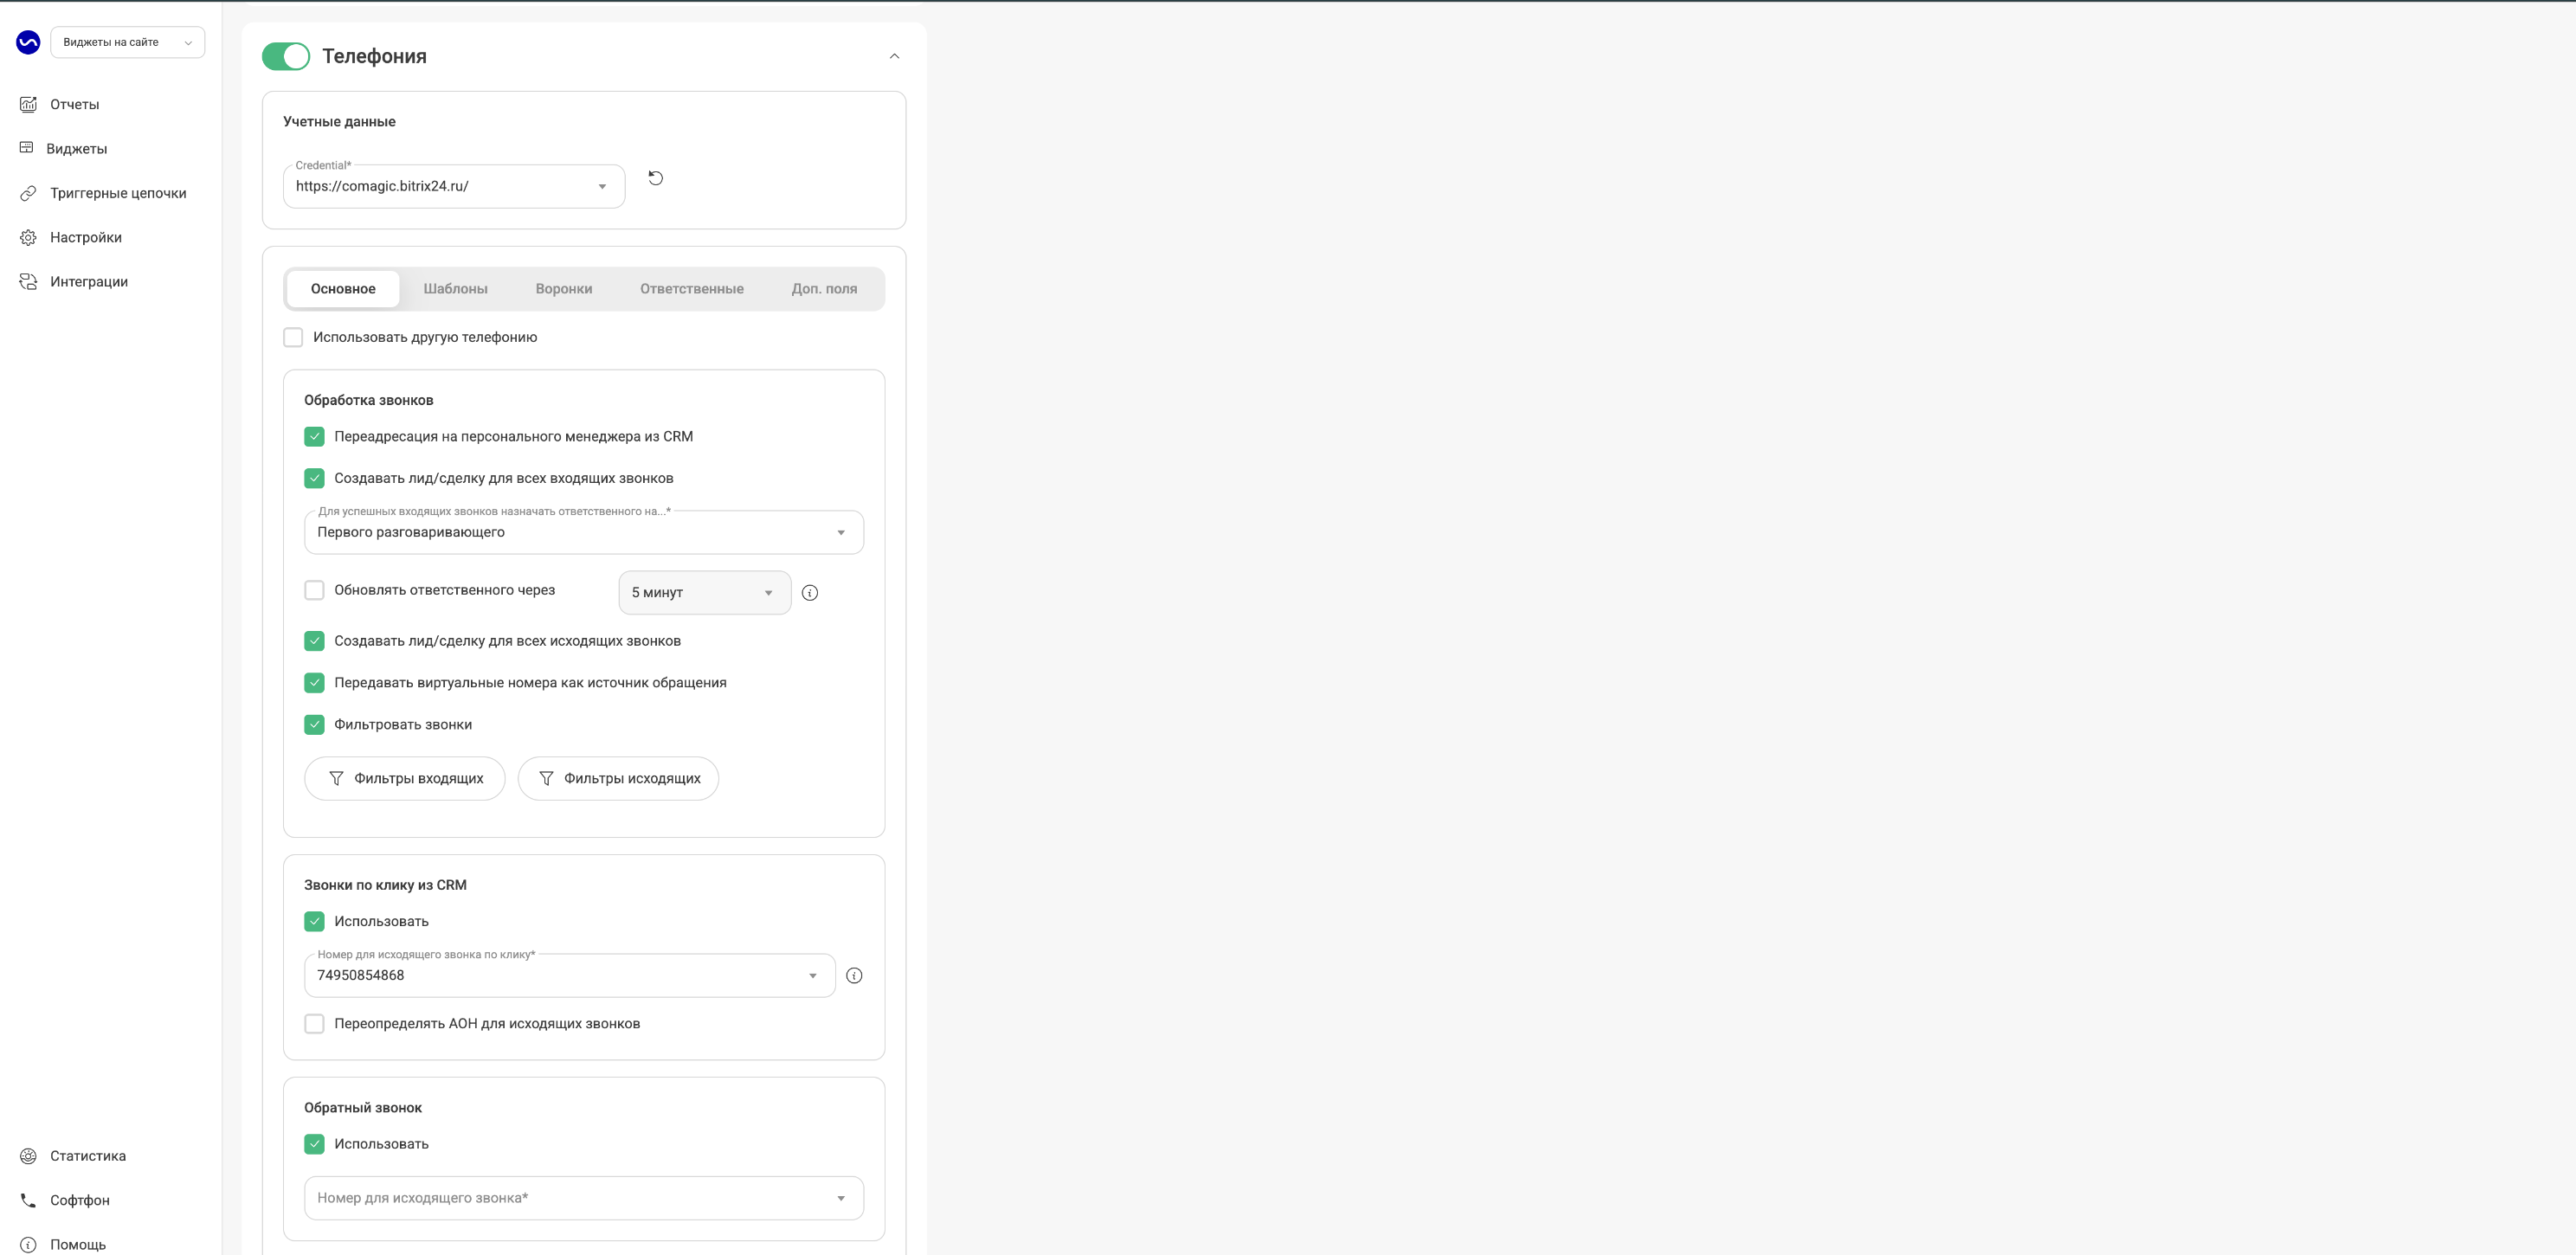 Виджеты на сайте
Отчеты
Виджеты
Триггерные цепочки
Настройки
Интеграции
Статистика
Софтфон
Помощь
Телефония
Учетные данные
Credential*
https://comagic.bitrix24.ru/
Основное Шаблоны Воронки Ответственные Доп. поля
Использовать другую телефонию
Обработка звонков
Переадресация на персонального менеджера из CRM
Создавать лид/сделку для всех входящих звонков
Для успешных входящих звонков назначать ответственного на...*
Первого разговаривающего
Обновлять ответственного через 5 минут
Создавать лид/сделку для всех исходящих звонков
Передавать виртуальные номера как источник обращения
Фильтровать звонки
Фильтры входящих Фильтры исходящих
Звонки по клику из CRM
Использовать
Номер для исходящего звонка по клику*
74950854868
Переопределять АОН для исходящих звонков
Обратный звонок
Использовать
Номер для исходящего звонка*